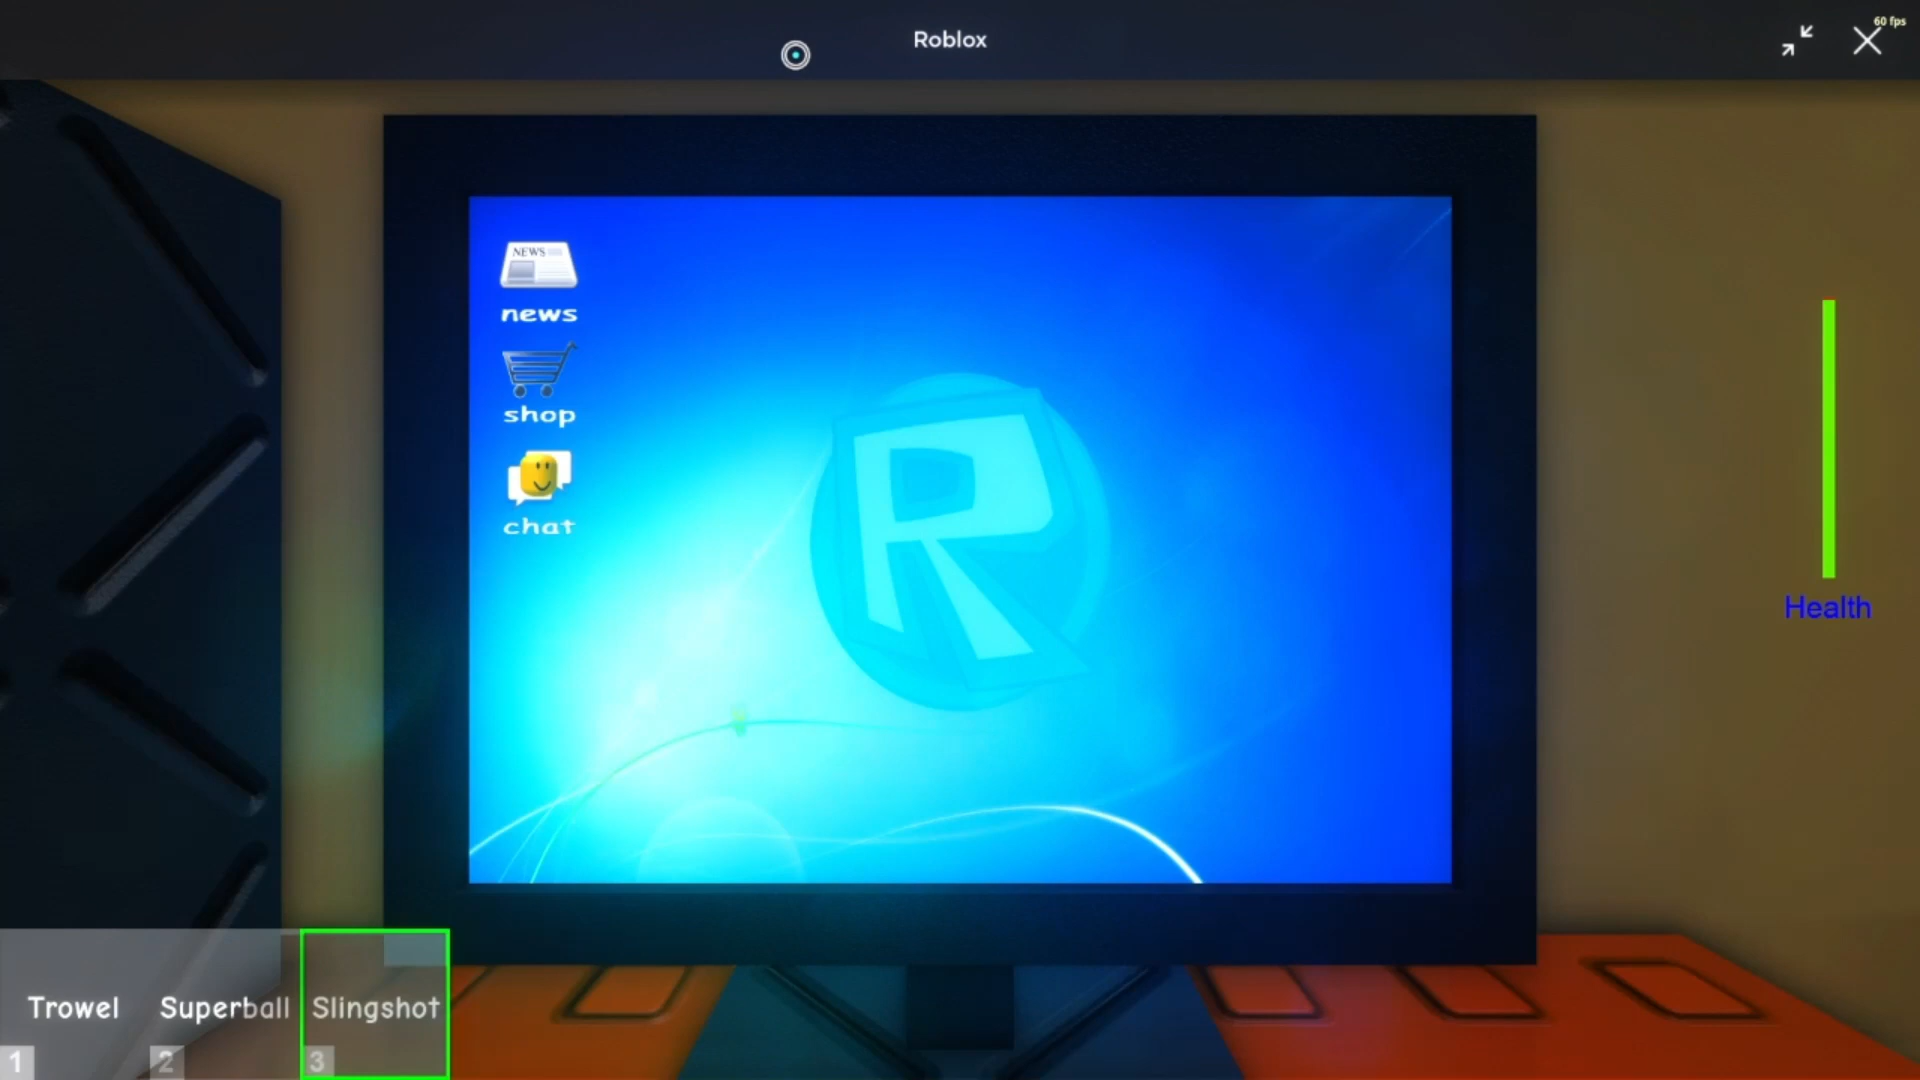 Roblox
60 fps
NEWS
news
shop
chat
R
Health
Trowel
Superball
Slingshot
1
2
3